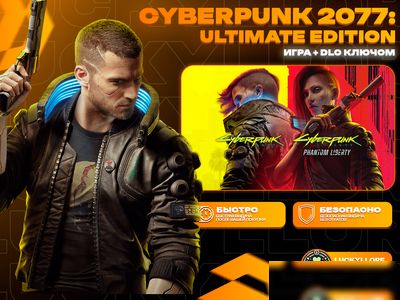 CYBERPUNK 2077:
ULTIMATE EDITION
ИГРА + DLC КЛЮЧОМ
Cyberpunk
Cyberpunk
PHANTOM LIBERTY
БЫСТРО
БЕЗОПАСНО